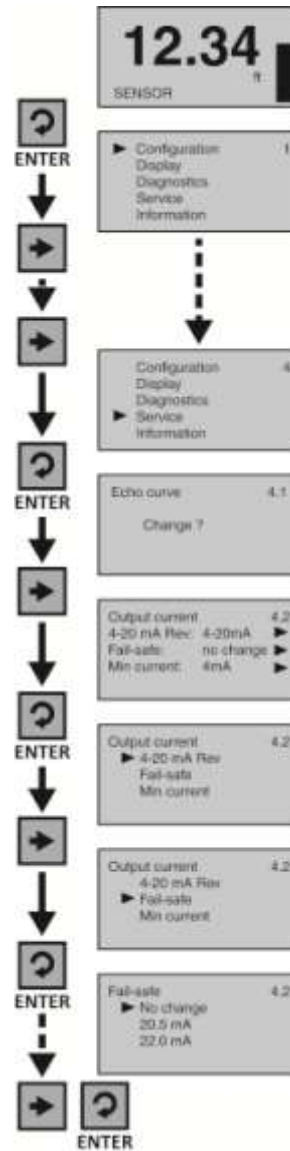 12.34
ft
SENSOR
ENTER
Configuration 1
Display
Diagnostics
Service
Information
Configuration 4
Display
Diagnostics
Service
Information
ENTER
Echo curve 4.1
Change ?
Output current 4.2
4-20 mA Rev: 4-20mA
Fail-safe: no change
Min current: 4mA
ENTER
Output current 4.2
4-20 mA Rev
Fail-safe
Min current
Output current 4.2
4-20 mA Rev
Fail-safe
Min current
ENTER
Fail-safe 4.2
No change
20.5 mA
22.0 mA
ENTER